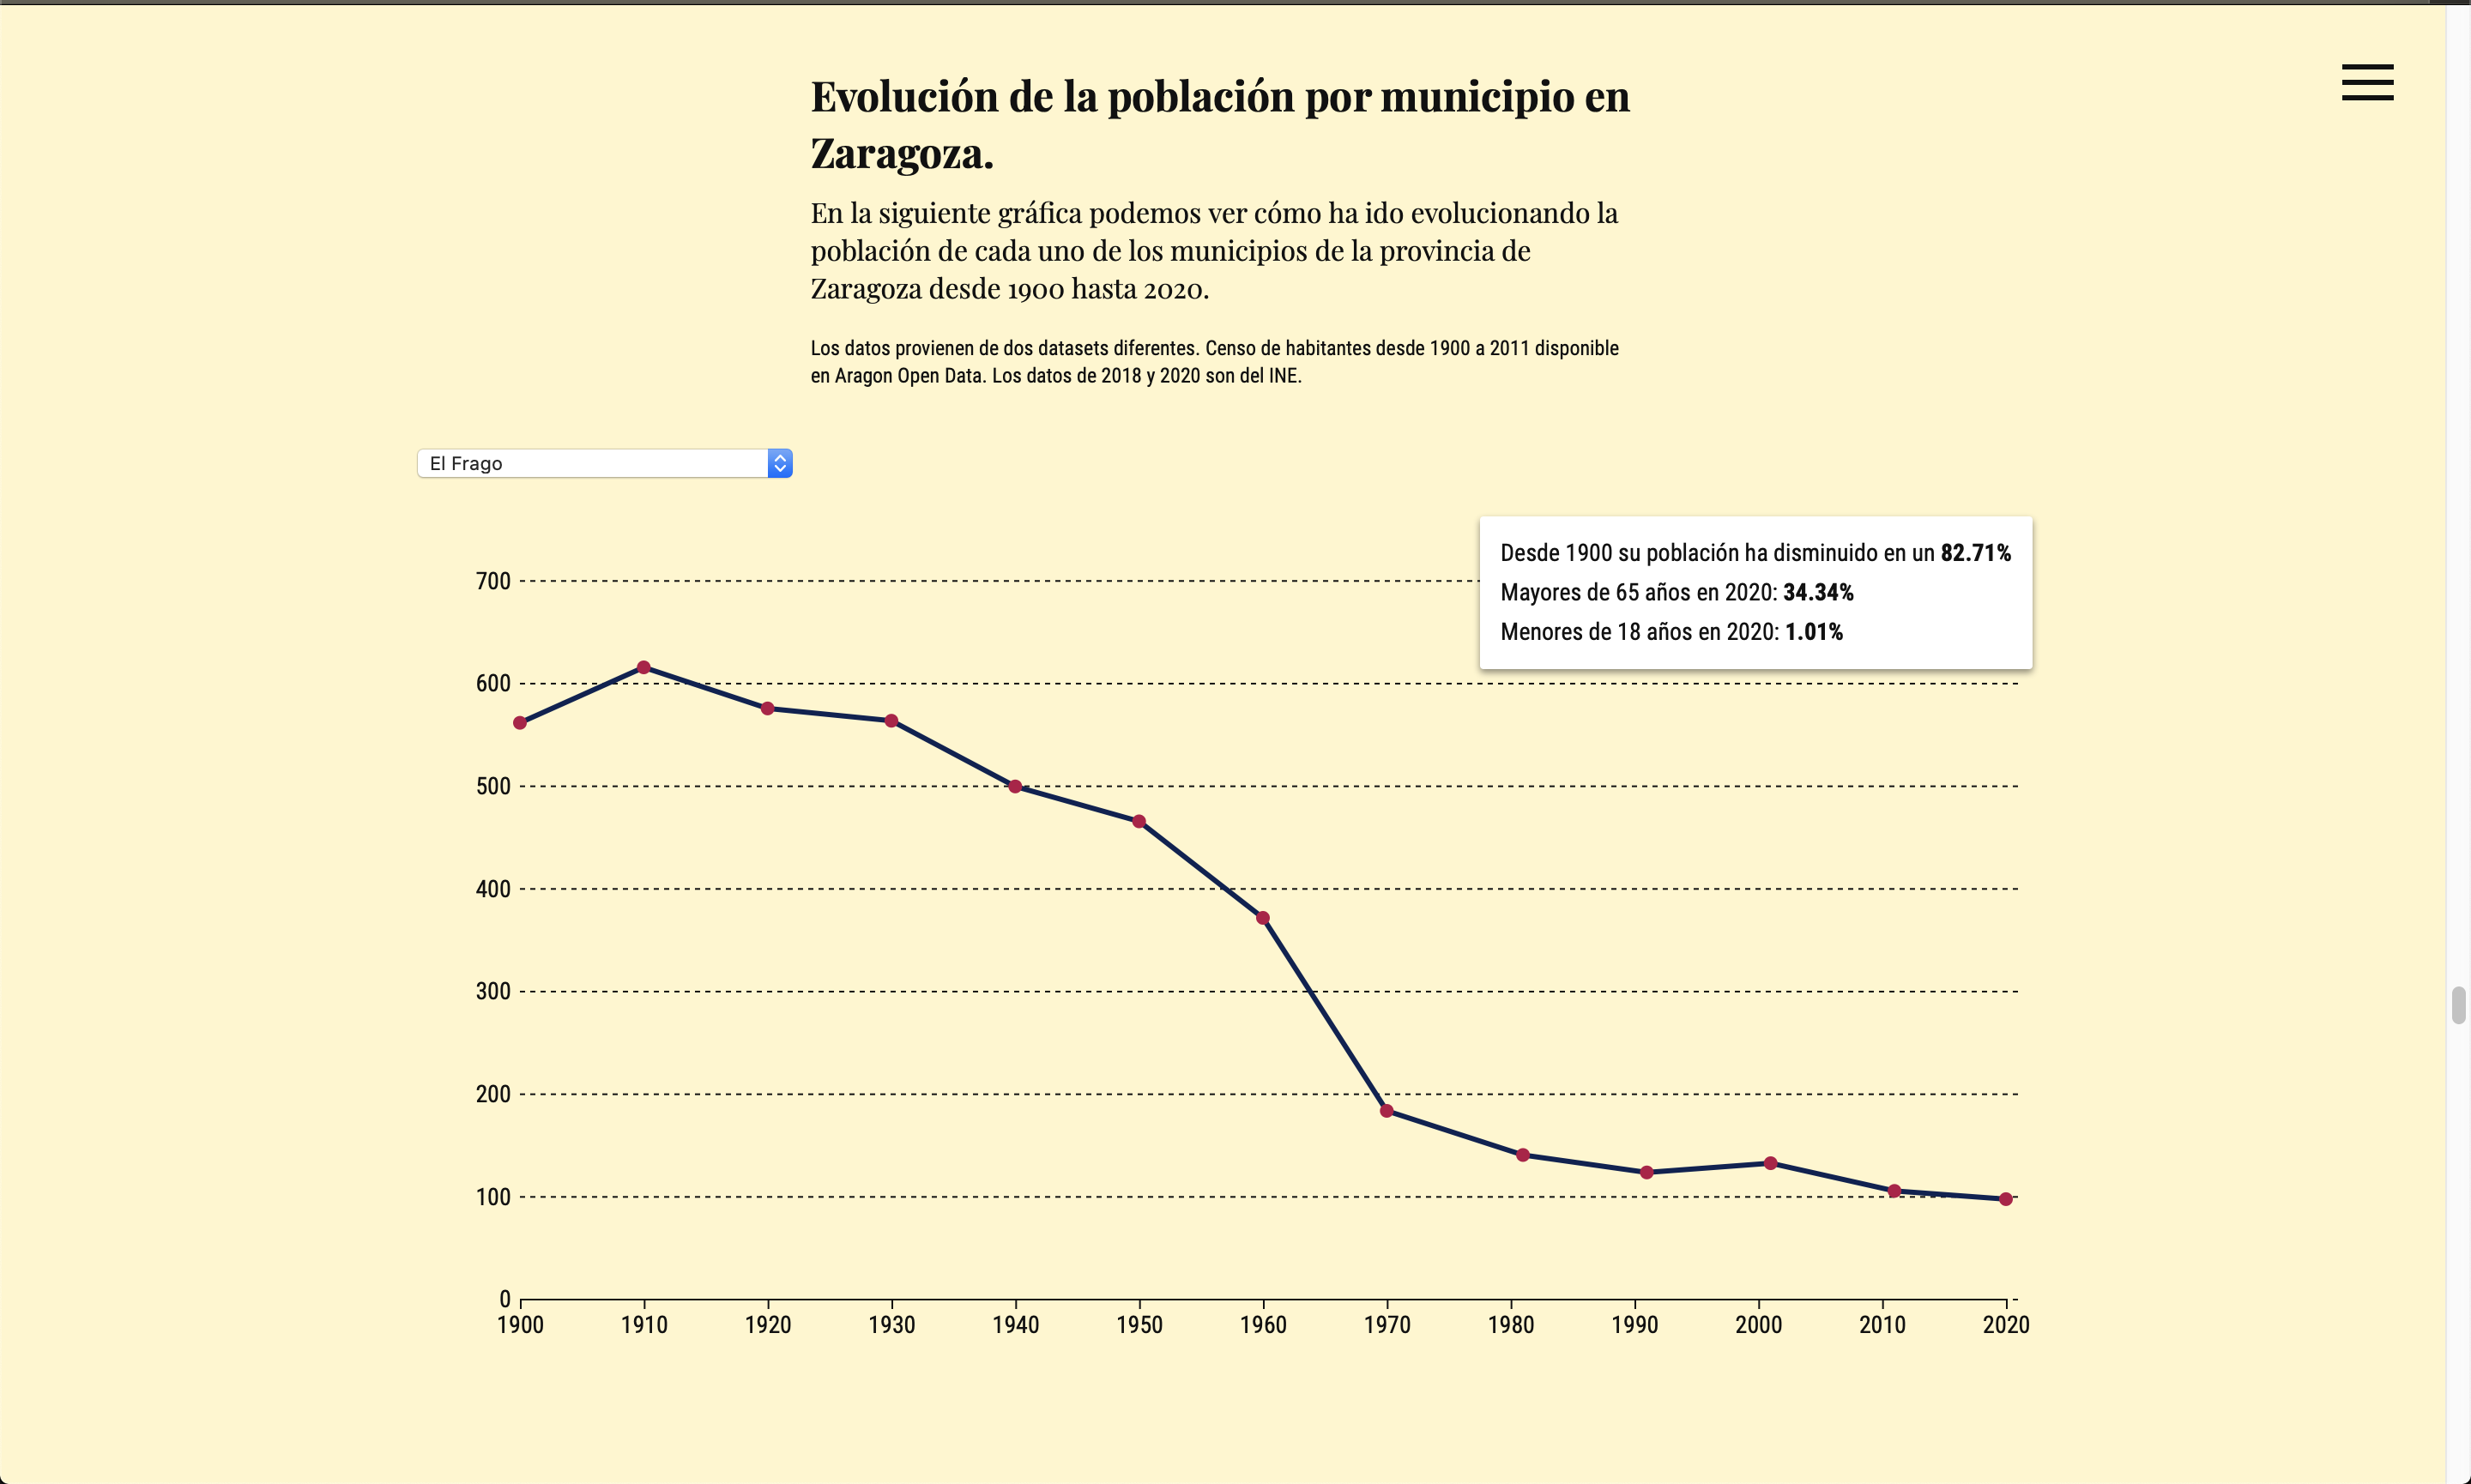 Evolución de la población por municipio en
Zaragoza.
En la siguiente gráfica podemos ver cómo ha ido evolucionando la
población de cada uno de los municipios de la provincia de
Zaragoza desde 1900 hasta 2020.
Los datos provienen de dos datasets diferentes. Censo de habitantes desde 1900 a 2011 disponible
en Aragon Open Data. Los datos de 2018 y 2020 son del INE.
El Frago
Desde 1900 su población ha disminuido en un 82.71%
Mayores de 65 años en 2020: 34.34%
Menores de 18 años en 2020: 1.01%
700
600
500
400
300
200
100
0
1900 1910 1920 1930 1940 1950 1960 1970 1980 1990 2000 2010 2020